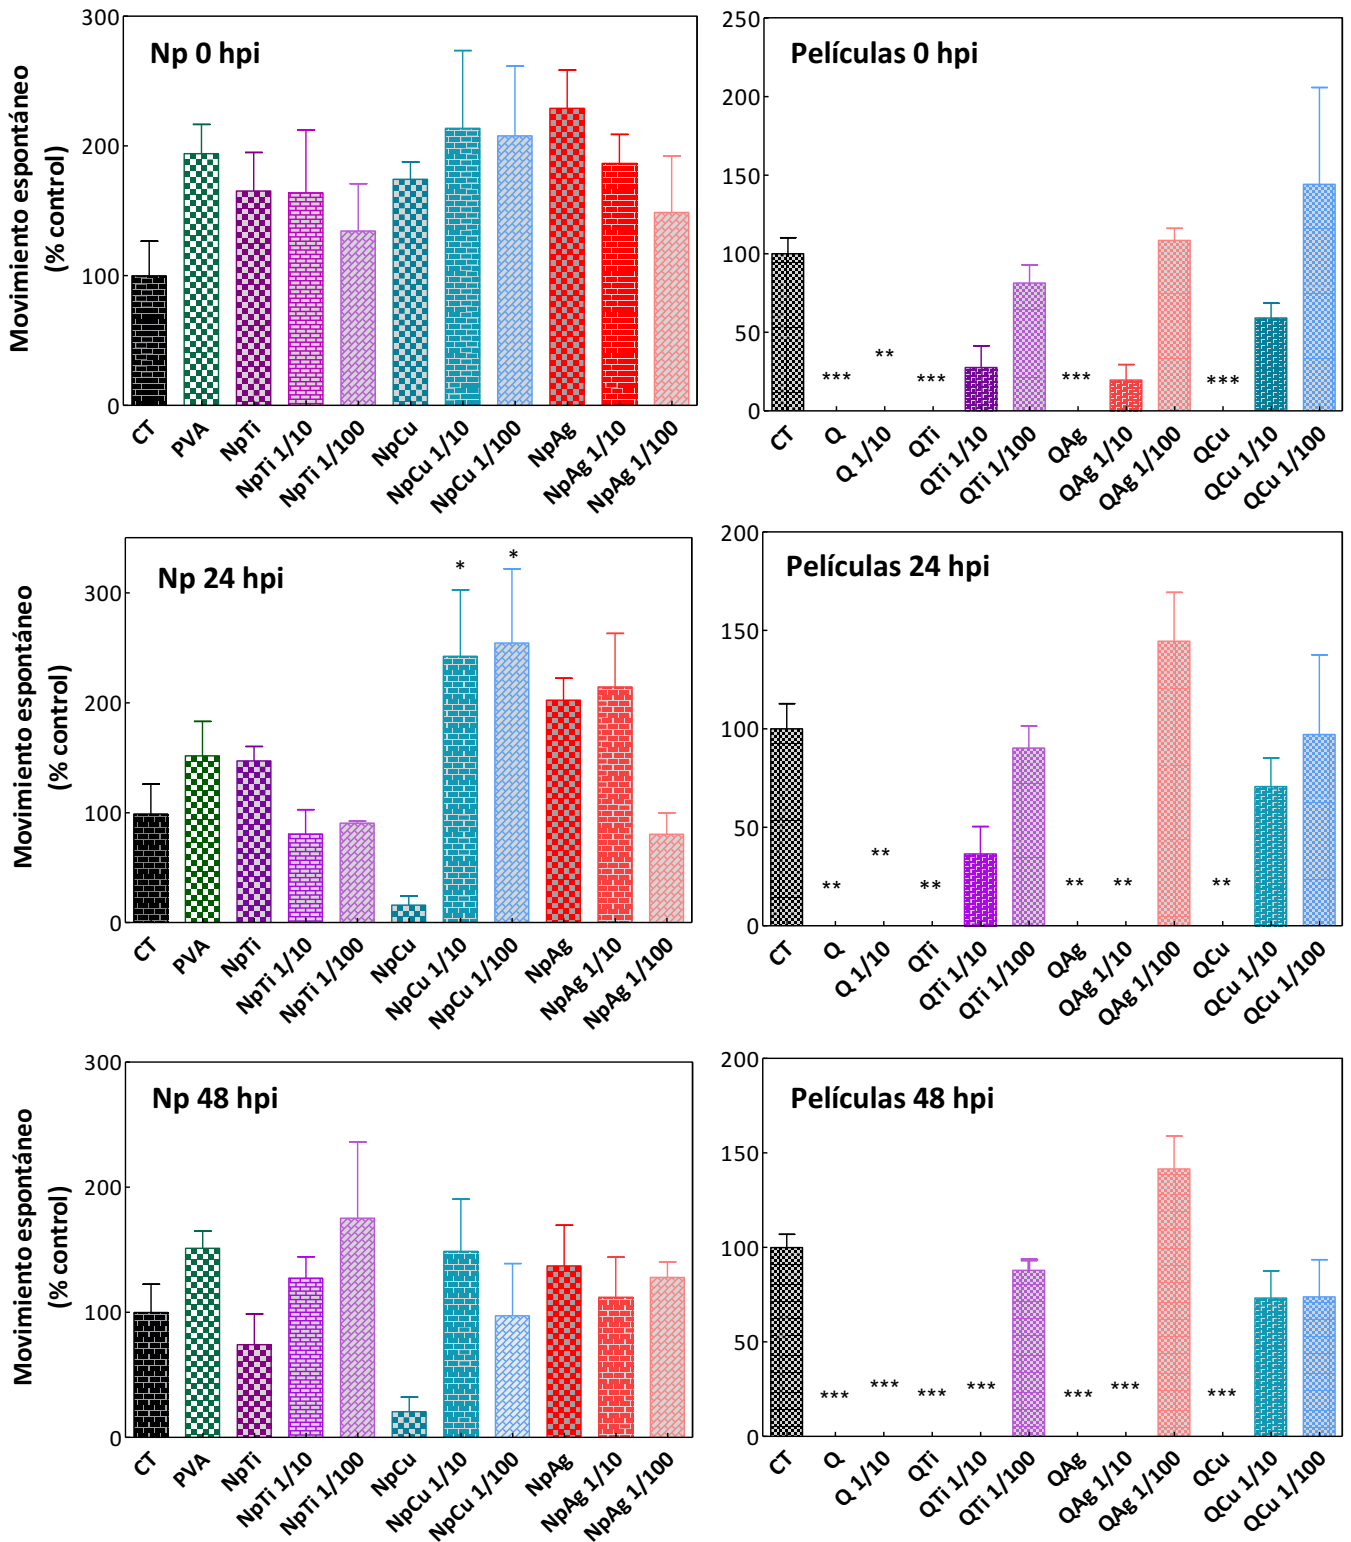 Movimiento espontáneo
(% control)
Np 0 hpi
300
200
100
0
CT
PVA
NpTi
NpTi 1/10
NpTi 1/100
NpCu
NpCu 1/10
NpCu 1/100
NpAg
NpAg 1/10
NpAg 1/100
Películas 0 hpi
250
200
150
100
50
0
***
**
***
***
***
CT
Q
Q 1/10
QTi
QTi 1/10
QTi 1/100
QAg
QAg 1/10
QAg 1/100
QCu
QCu 1/10
QCu 1/100
Movimiento espontáneo
(% control)
Np 24 hpi
300
200
100
0
*
*
CT
PVA
NpTi
NpTi 1/10
NpTi 1/100
NpCu
NpCu 1/10
NpCu 1/100
NpAg
NpAg 1/10
NpAg 1/100
Películas 24 hpi
200
150
100
50
0
**
**
**
**
**
**
CT
Q
Q 1/10
QTi
QTi 1/10
QTi 1/100
QAg
QAg 1/10
QAg 1/100
QCu
QCu 1/10
QCu 1/100
Movimiento espontáneo
(% control)
Np 48 hpi
300
200
100
0
CT
PVA
NpTi
NpTi 1/10
NpTi 1/100
NpCu
NpCu 1/10
NpCu 1/100
NpAg
NpAg 1/10
NpAg 1/100
Películas 48 hpi
200
150
100
50
0
***
***
***
***
***
***
***
CT
Q
Q 1/10
QTi
QTi 1/10
QTi 1/100
QAg
QAg 1/10
QAg 1/100
QCu
QCu 1/10
QCu 1/100